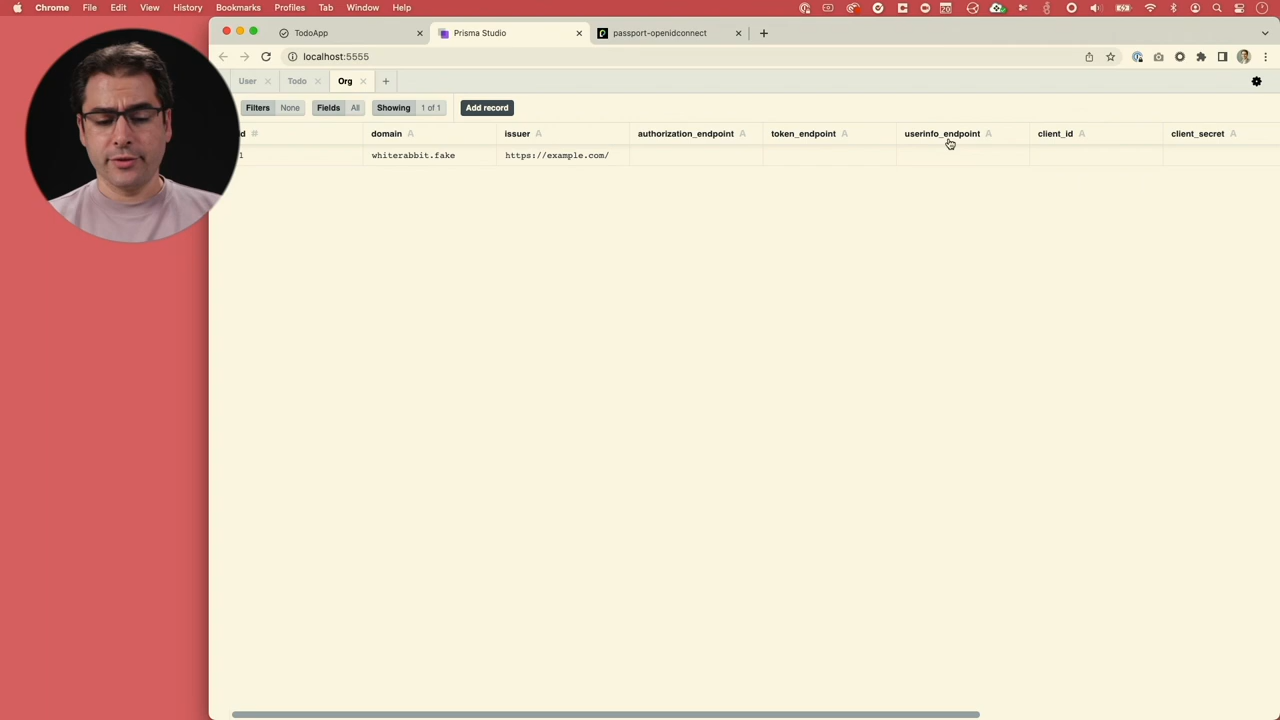 Chrome File Edit View History Bookmarks Profiles Tab Window Help
TodoApp Prisma Studio passport-openidconnect
localhost:5555
User Todo Org
Filters None Fields All Showing 1 of 1 Add record
id # domain A issuer A authorization_endpoint A token_endpoint A userinfo_endpoint A client_id A client_secret A
1 whiterabbit.fake https://example.com/